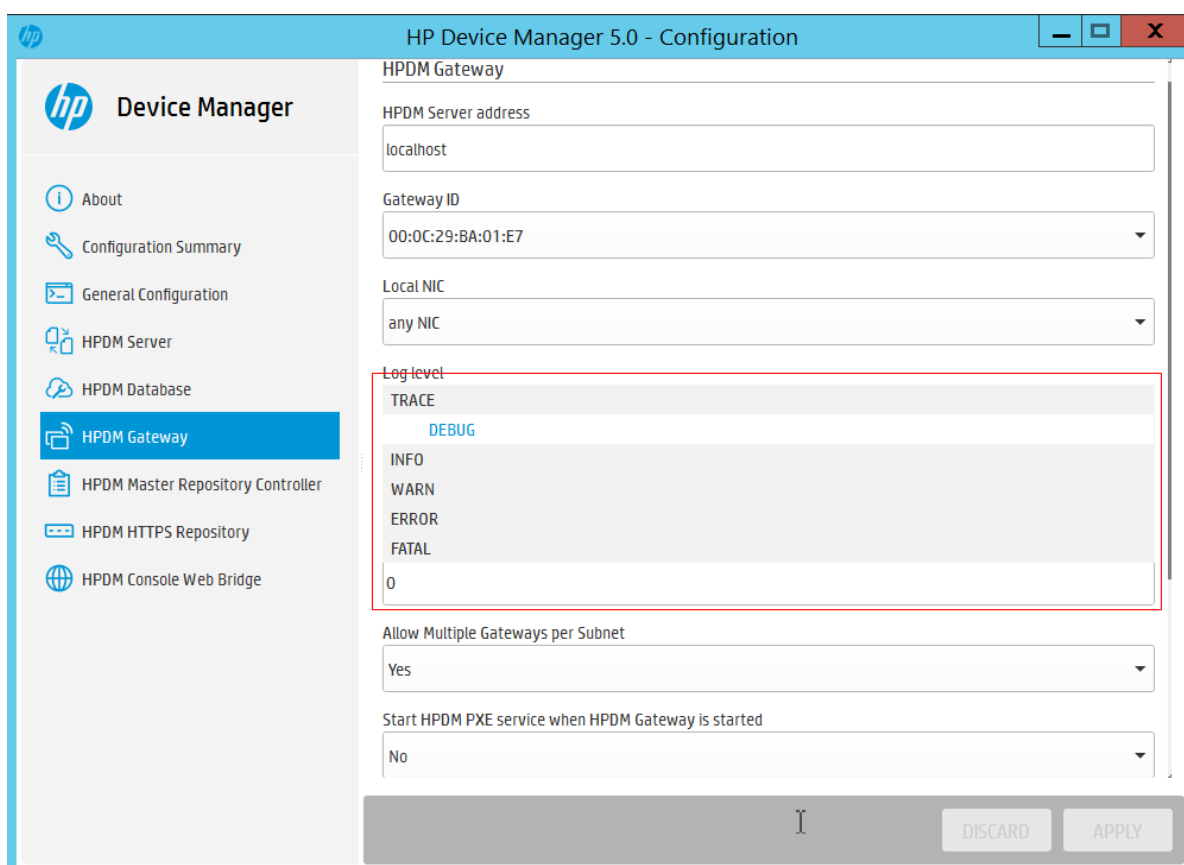 hp
HP Device Manager 5.0 - Configuration
X
hp
Device Manager
About
Configuration Summary
General Configuration
HPDM Server
HPDM Database
HPDM Gateway
HPDM Master Repository Controller
HPDM HTTPS Repository
HPDM Console Web Bridge
HPDM Gateway
HPDM Server address
localhost
Gateway ID
00:0C:29:BA:01:E7
Local NIC
any NIC
Log level
TRACE
DEBUG
INFO
WARN
ERROR
FATAL
0
Allow Multiple Gateways per Subnet
Yes
Start HPDM PXE service when HPDM Gateway is started
No
DISCARD
APPLY